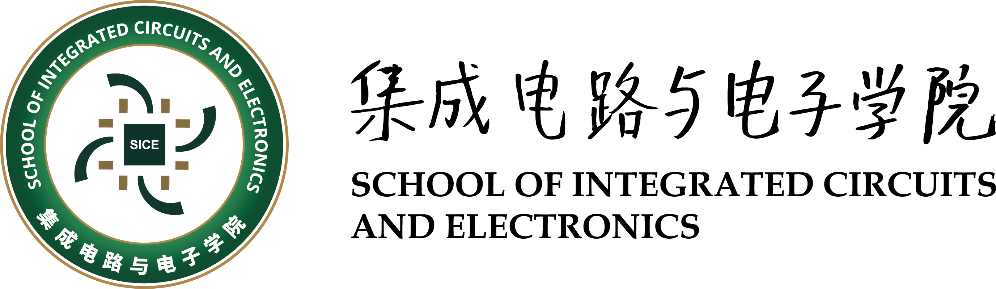 SCHOOL OF INTEGRATED CIRCUITS AND ELECTRONICS
SICE
集成电路与电子学院
集成电路与电子学院
SCHOOL OF INTEGRATED CIRCUITS
AND ELECTRONICS